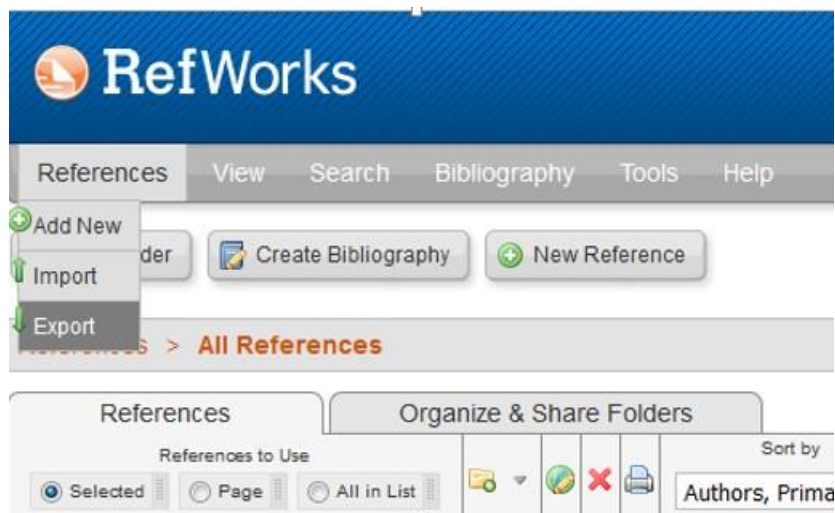 RefWorks
References View Search Bibliography Tools Help
Add New
der Create Bibliography New Reference
Import
Export
> All References
References Organize & Share Folders
References to Use Sort by
Selected Page All in List Authors, Prima